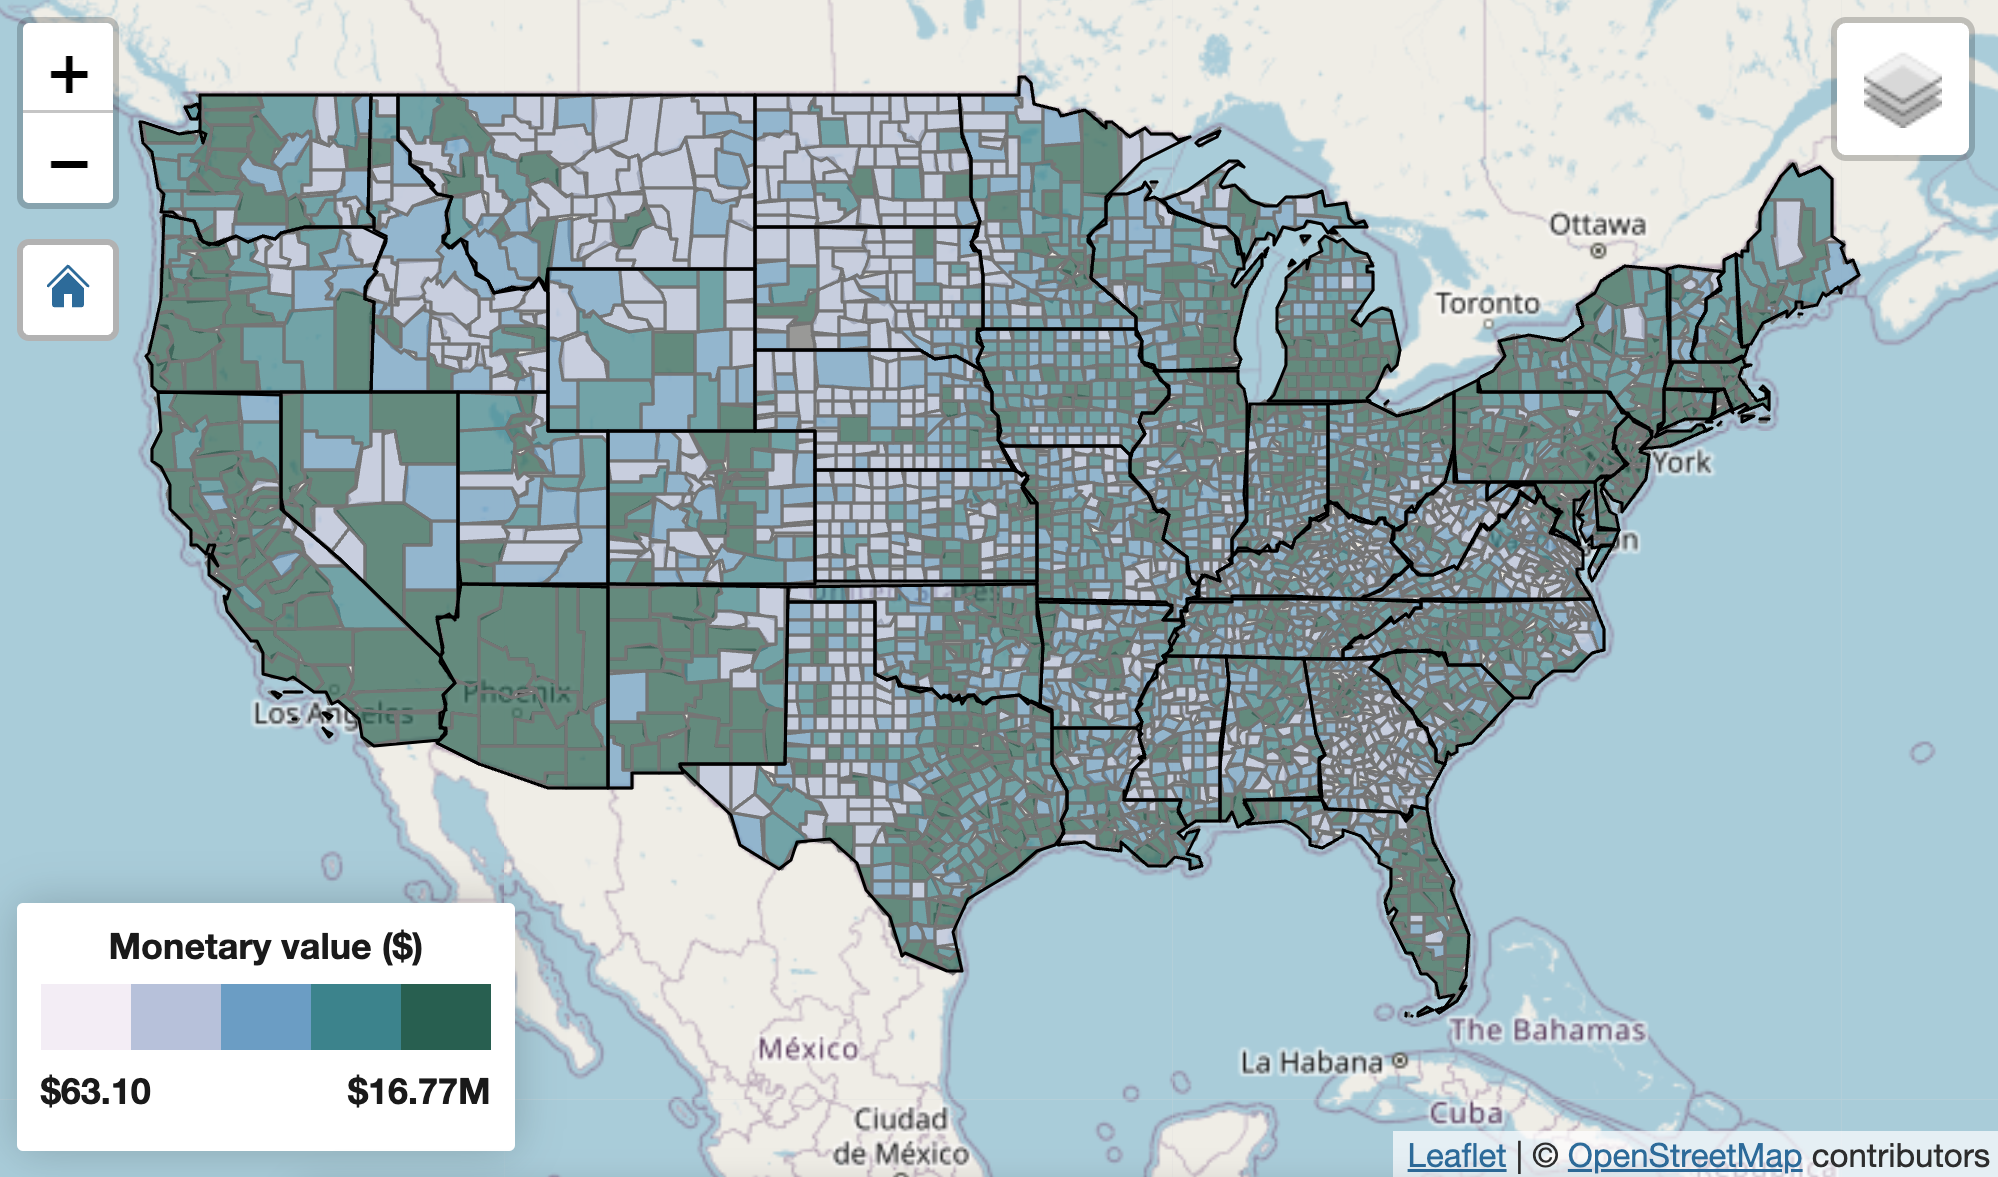 +
−
Ottawa
Toronto
York
Phoenix
Los Angeles
Monetary value ($)
$63.10 $16.77M
México
Ciudad
de México
The Bahamas
La Habana
Cuba
Leaflet | © OpenStreetMap contributors